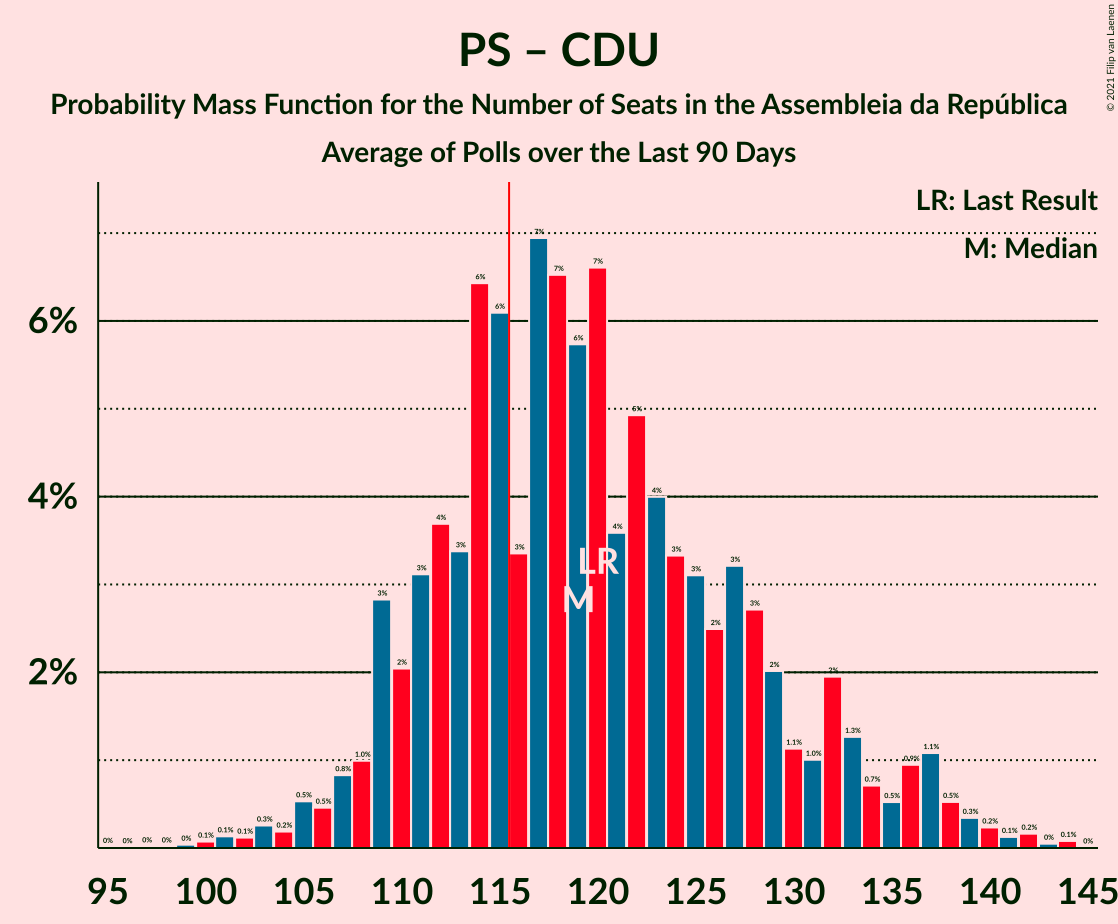 PS – CDU
Probability Mass Function for the Number of Seats in the Assembleia da República
Average of Polls over the Last 90 Days
© 2021 Filip van Laenen
LR: Last Result
M: Median
6%
4%
2%
0% 0% 0% 0% 0% 0.1% 0.1% 0.1% 0.3% 0.2% 0.5% 0.5% 0.8% 1.0% 3% 2% 3% 4% 3% 6% 6% 3% 7% 7% 6% 7% 4% 6% 4% 3% 3% 2% 3% 3% 2% 1.1% 1.0% 2% 1.3% 0.7% 0.5% 0.9% 1.1% 0.5% 0.3% 0.2% 0.1% 0.2% 0% 0.1% 0%
LR
M
95 100 105 110 115 120 125 130 135 140 145